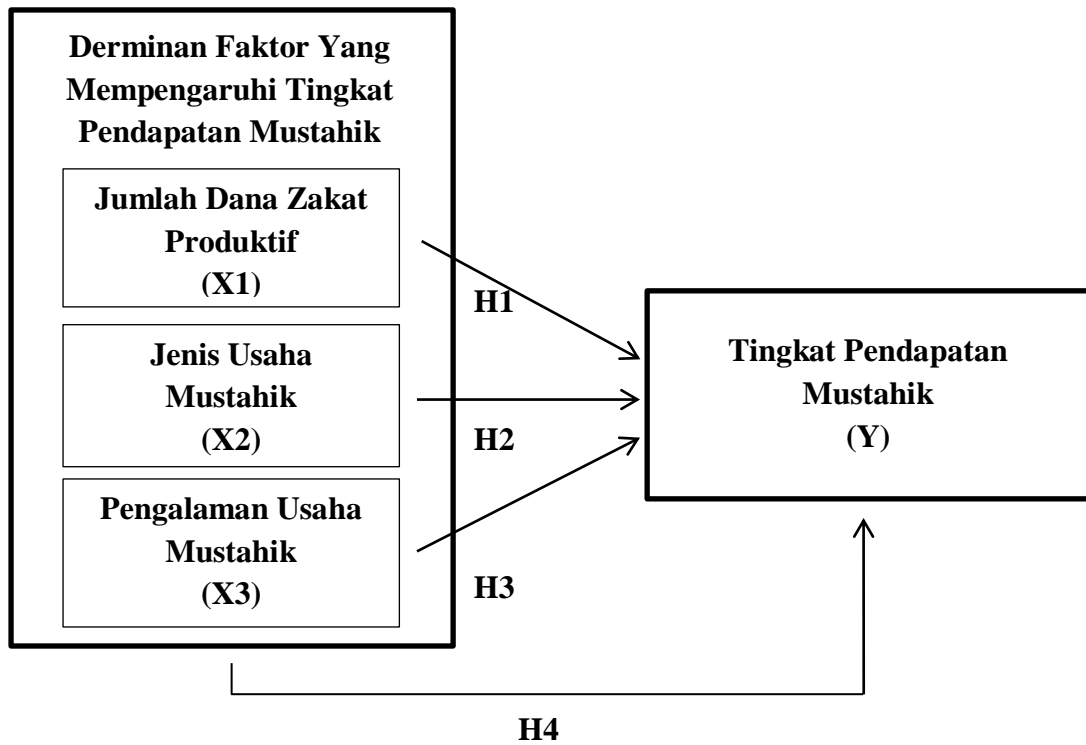 Derminan Faktor Yang
Mempengaruhi Tingkat
Pendapatan Mustahik
Jumlah Dana Zakat
Produktif
(X1)
Jenis Usaha
Mustahik
(X2)
Pengalaman Usaha
Mustahik
(X3)
H1
H2
H3
Tingkat Pendapatan
Mustahik
(Y)
H4